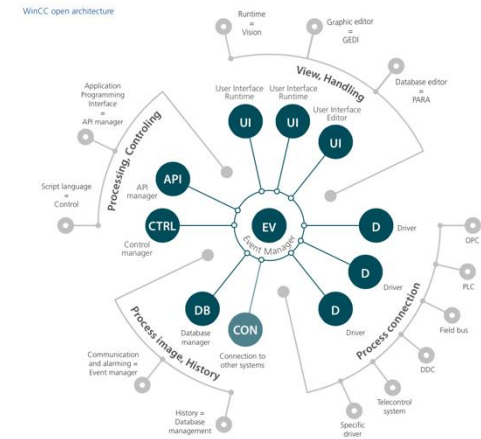 WinCC open architecture
Runtime
=
Vision
Graphic editor
=
GEDI
Database editor
=
PARA
View, Handling
User Interface
Runtime
User Interface
Runtime
User Interface
Editor
UI
UI
UI
Application
Programming
Interface
=
API manager
Script language
=
Control
Processing, Controling
API
API
manager
CTRL
Control
manager
EV
Event Manager
D
Driver
D
Driver
D
Driver
DB
Database
manager
CON
Connection to
other systems
Process image, History
Communication
and alarming =
Event manager
History =
Database
management
Process connection
OPC
PLC
Field bus
DDC
Telecontrol
system
Specific
driver